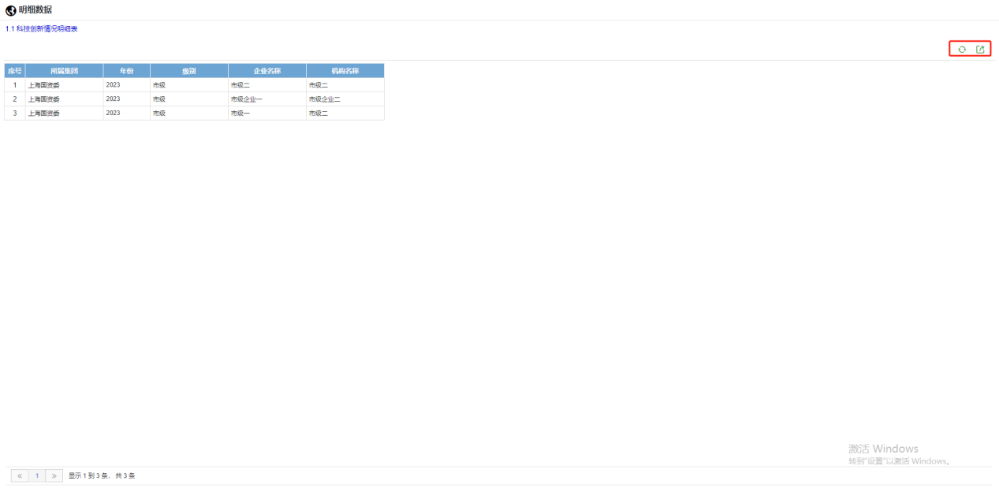 明细数据
1.1 科技创新情况明细表
序号 所属集团 年份 级别 企业名称 机构名称
1 上海国资委 2023 市级 市级二 市级二
2 上海国资委 2023 市级 市级企业一 市级企业二
3 上海国资委 2023 市级 市级一 市级二
激活 Windows
转到"设置"以激活 Windows。
« 1 » 显示 1 到 3 条, 共 3 条